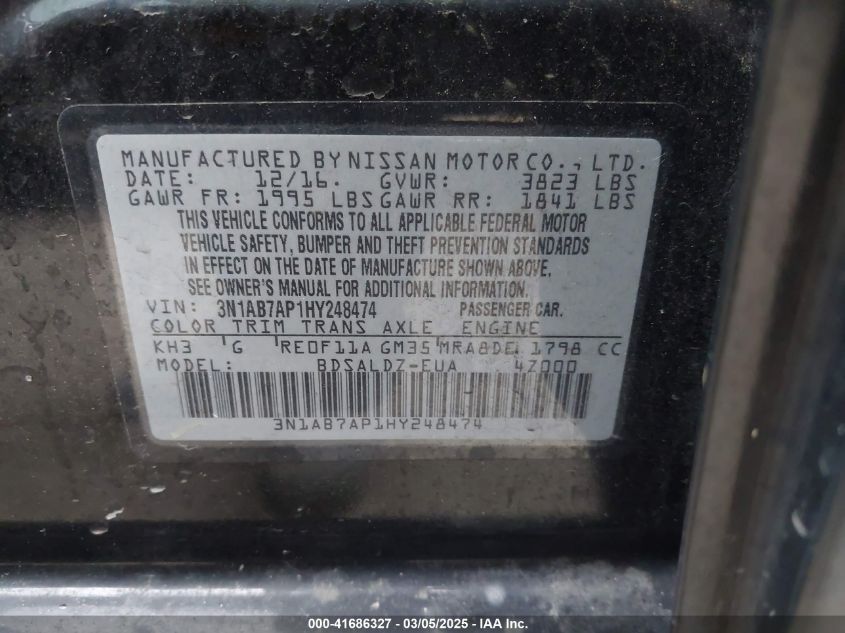 MANUFACTURED BY NISSAN MOTOR CO., LTD.
DATE: 12/16. GVWR: 3823 LBS
GAWR FR: 1995 LBS GAWR RR: 1841 LBS
THIS VEHICLE CONFORMS TO ALL APPLICABLE FEDERAL MOTOR
VEHICLE SAFETY, BUMPER AND THEFT PREVENTION STANDARDS
IN EFFECT ON THE DATE OF MANUFACTURE SHOWN ABOVE.
SEE OWNER'S MANUAL FOR ADDITIONAL INFORMATION.
VIN: 3N1AB7AP1HY248474 PASSENGER CAR.
COLOR TRIM TRANS AXLE ENGINE
KH3 'G 'RE0F11A GM35'MRA8DE 1798 CC
MODEL: BDSALDZ-EUA 4Z000
3N1AB7AP1HY248474
000-41686327 - 03/05/2025 - IAA Inc.